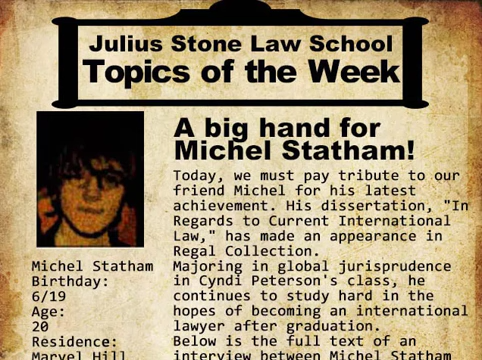 Julius Stone Law School
Topics of the Week
A big hand for
Michel Statham!
Today, we must pay tribute to our
friend Michel for his latest
achievement. His dissertation, "In
Regards to Current International
Law," has made an appearance in
Regal Collection.
Majoring in global jurisprudence
in Cyndi Peterson's class, he
continues to study hard in the
hopes of becoming an international
lawyer after graduation.
Below is the full text of an
interview between Michel Statham
Michel Statham
Birthday:
6/19
Age:
20
Residence:
Marvel Hill